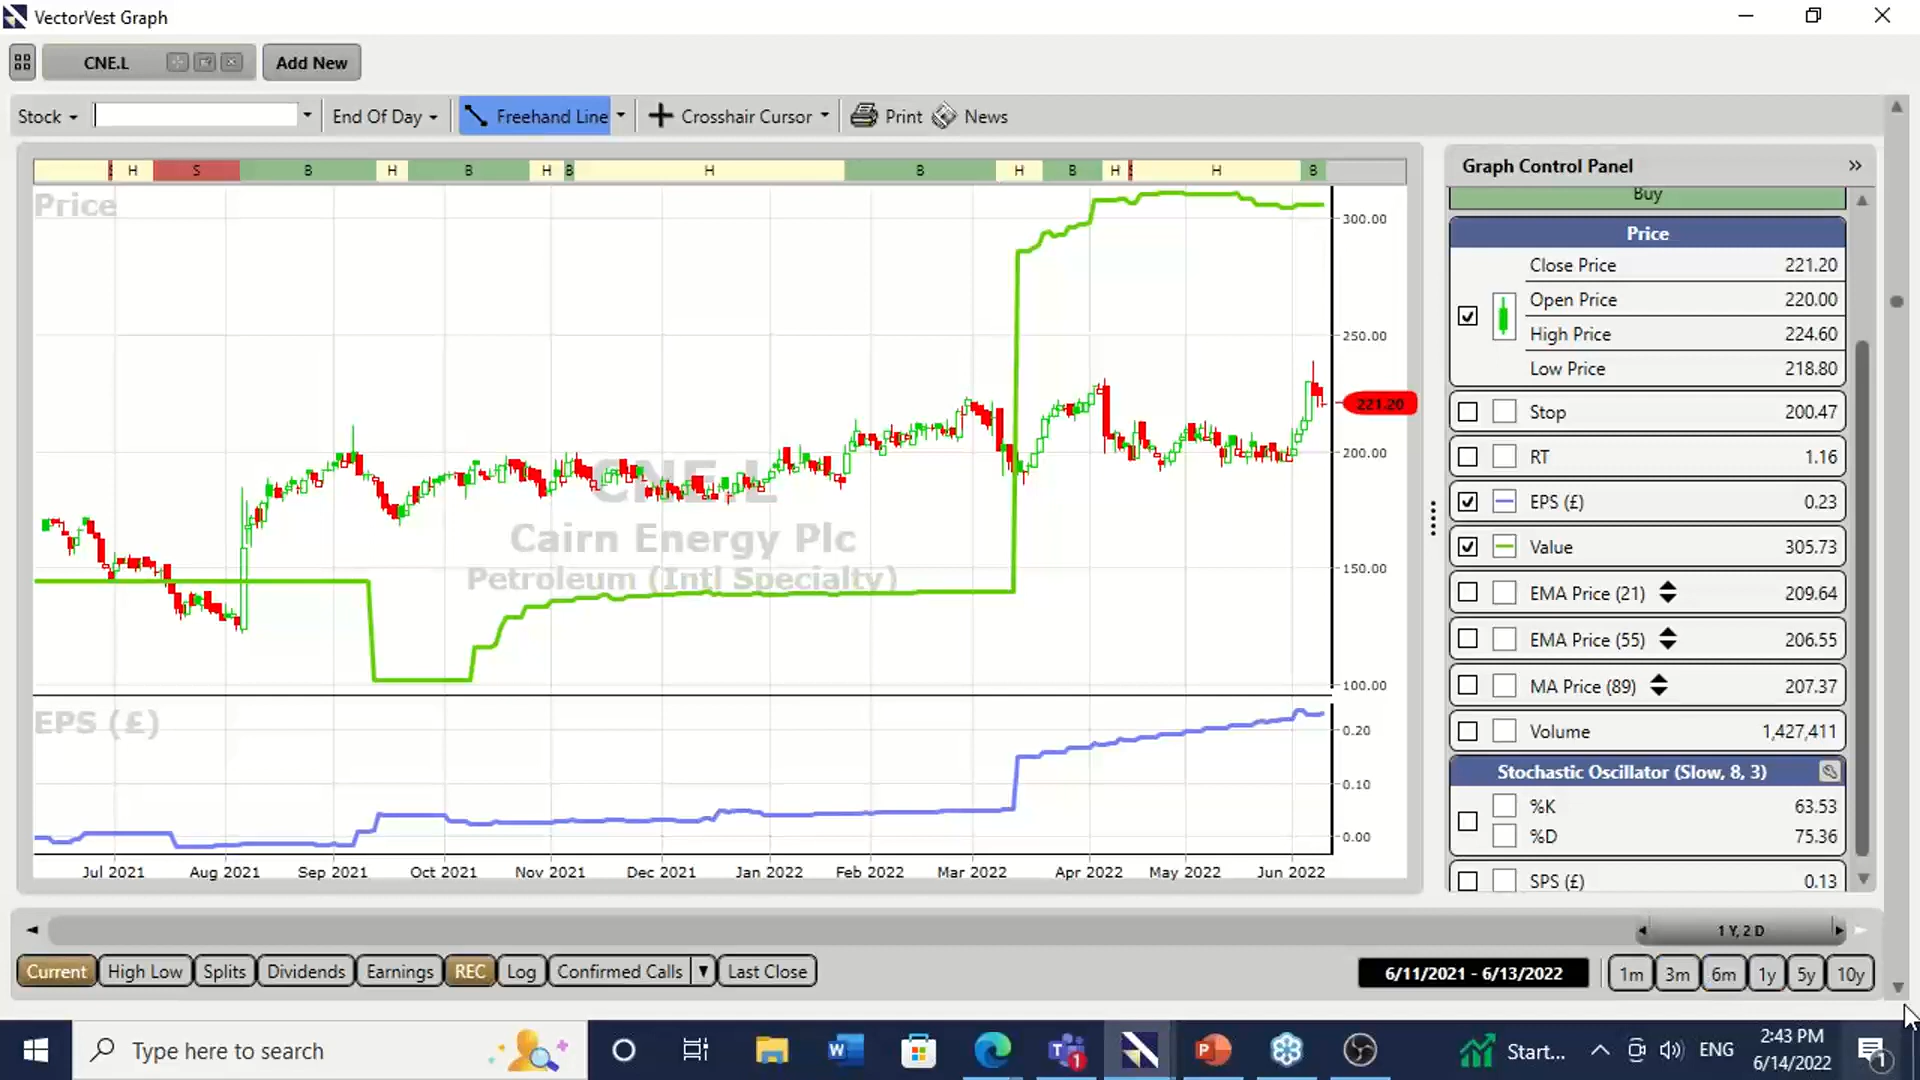 VectorVest Graph
CNE.L
Add New
Stock
End Of Day
Freehand Line
Crosshair Cursor
Print
News
H S B H B H B H B H B H H B
Price
300.00
250.00
221.20
200.00
150.00
100.00
CNE.L
Cairn Energy Plc
Petroleum (Intl Specialty)
EPS (£)
0.20
0.10
0.00
Jul 2021 Aug 2021 Sep 2021 Oct 2021 Nov 2021 Dec 2021 Jan 2022 Feb 2022 Mar 2022 Apr 2022 May 2022 Jun 2022
Graph Control Panel »
Buy
Price
Close Price 221.20
Open Price 220.00
High Price 224.60
Low Price 218.80
Stop 200.47
RT 1.16
EPS (£) 0.23
Value 305.73
EMA Price (21) 209.64
EMA Price (55) 206.55
MA Price (89) 207.37
Volume 1,427,411
Stochastic Oscillator (Slow, 8, 3)
%K 63.53
%D 75.36
SPS (£) 0.13
1 Y, 2 D
Current High Low Splits Dividends Earnings REC Log Confirmed Calls Last Close
6/11/2021 - 6/13/2022
1m 3m 6m 1y 5y 10y
Type here to search
W
T 1
P
Start...
ENG
2:43 PM
6/14/2022
1